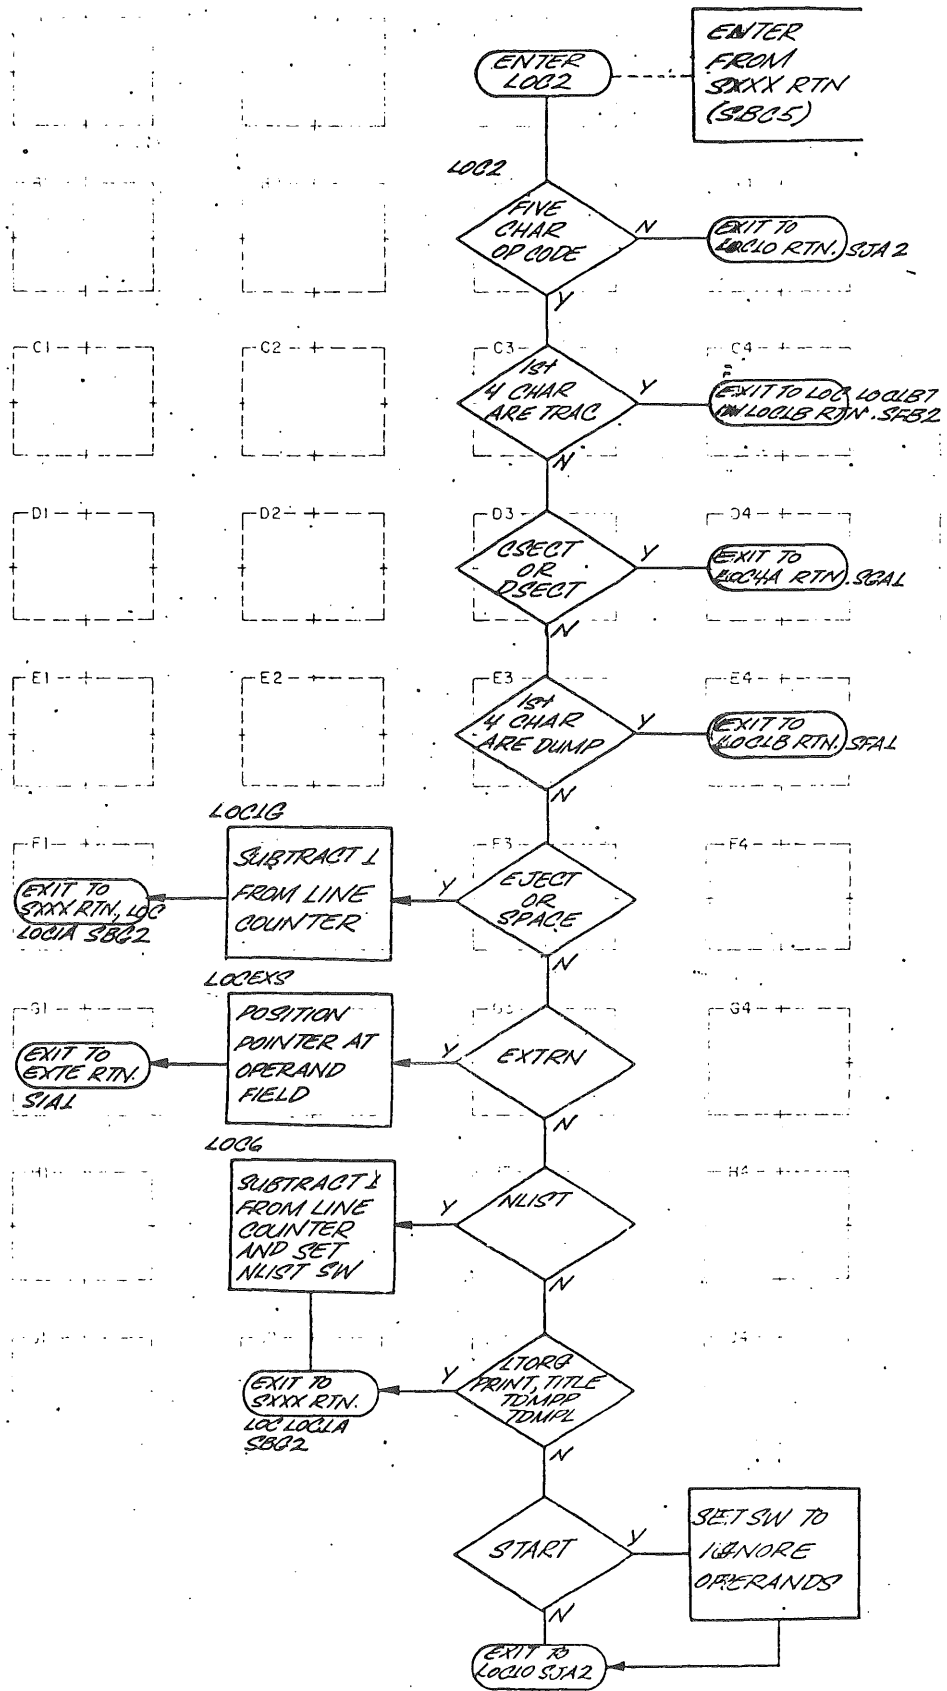 ENTER
LOC2
ENTER
FROM
SXXX RTN
(SBC5)
LOC2
FIVE
CHAR
OP CODE
N
EXIT TO
LOC10 RTN. SJA2
Y
C1
C2
C3
C4
1st
4 CHAR
ARE TRAC
Y
EXIT TO LOC LOC1B7
IN LOC1B RTN. SFB2
N
D1
D2
D3
D4
CSECT
OR
DSECT
Y
EXIT TO
LOC4A RTN. SGA1
N
E1
E2
E3
E4
1st
4 CHAR
ARE DUMP
Y
EXIT TO
LOC1B RTN. SFA1
N
LOC1G
F1
F3
F4
SUBTRACT 1
FROM LINE
COUNTER
Y
EJECT
OR
SPACE
EXIT TO
SXXX RTN, LOC
LOC1A SBG2
N
LOCEXS
G1
G4
POSITION
POINTER AT
OPERAND
FIELD
Y
EXTRN
EXIT TO
EXTE RTN.
SIA1
N
LOC6
H4
SUBTRACT 1
FROM LINE
COUNTER
AND SET
NLIST SW
Y
NLIST
N
J4
LTORG
PRINT, TITLE
TDMPP
TDMPL
Y
EXIT TO
SXXX RTN.
LOC LOC1A
SBG2
N
START
Y
SET SW TO
IGNORE
OPERANDS
N
EXIT TO
LOC10 SJA2